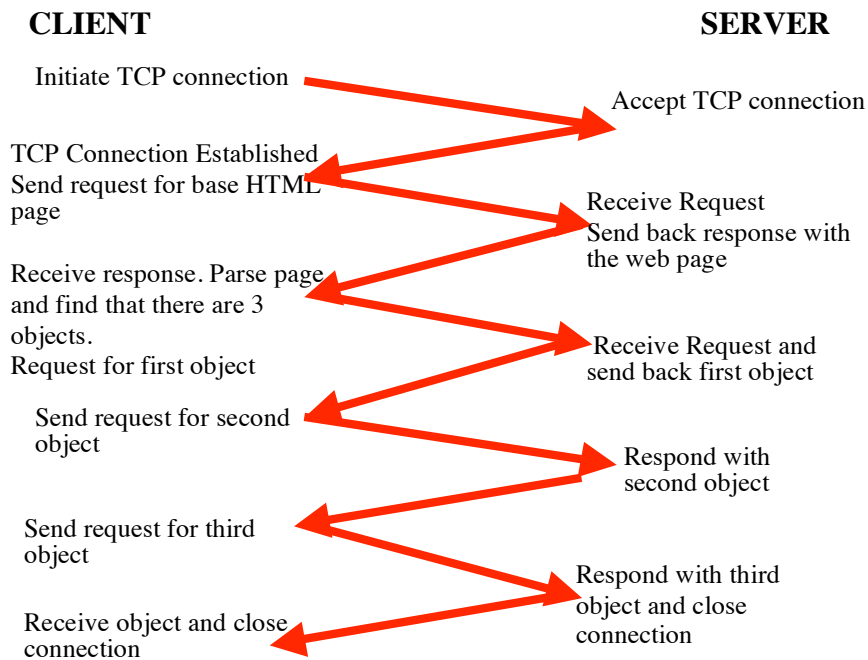 CLIENT
SERVER
Initiate TCP connection
Accept TCP connection
TCP Connection Established
Send request for base HTML
page
Receive Request
Send back response with
the web page
Receive response. Parse page
and find that there are 3
objects.
Request for first object
Receive Request and
send back first object
Send request for second
object
Respond with
second object
Send request for third
object
Respond with third
object and close
connection
Receive object and close
connection